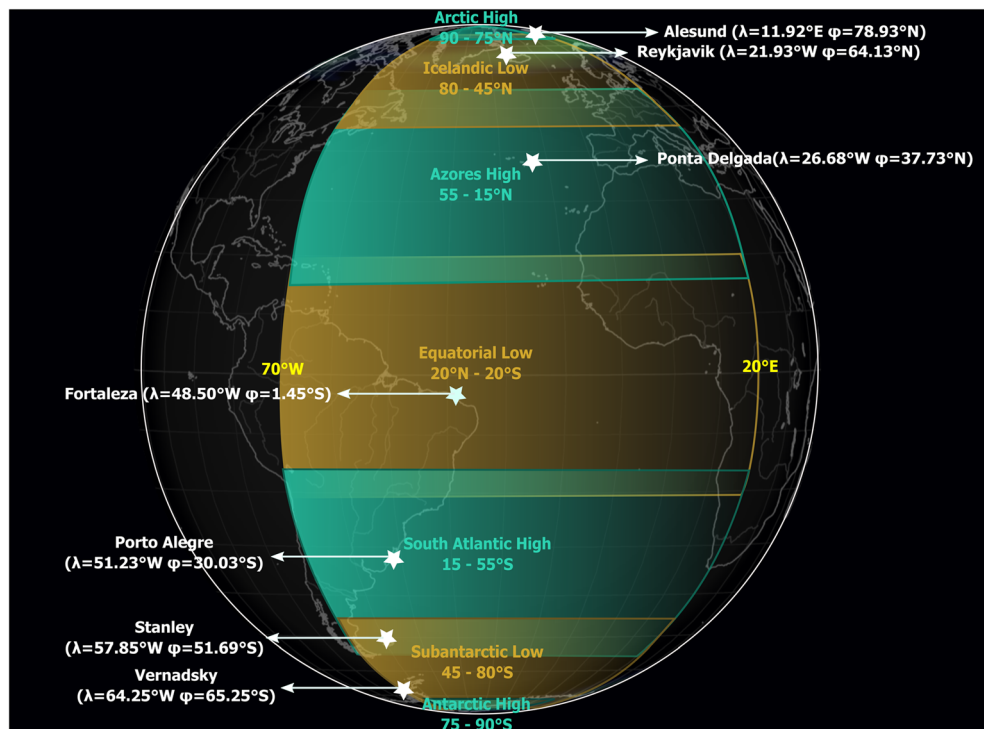 Arctic High
90 - 75°N
Alesund (λ=11.92°E φ=78.93°N)
Reykjavik (λ=21.93°W φ=64.13°N)
Icelandic Low
80 - 45°N
Ponta Delgada(λ=26.68°W φ=37.73°N)
Azores High
55 - 15°N
Equatorial Low
20°N - 20°S
70°W
20°E
Fortaleza (λ=48.50°W φ=1.45°S)
Porto Alegre
(λ=51.23°W φ=30.03°S)
South Atlantic High
15 - 55°S
Stanley
(λ=57.85°W φ=51.69°S)
Subantarctic Low
45 - 80°S
Vernadsky
(λ=64.25°W φ=65.25°S)
Antarctic High
75 - 90°S